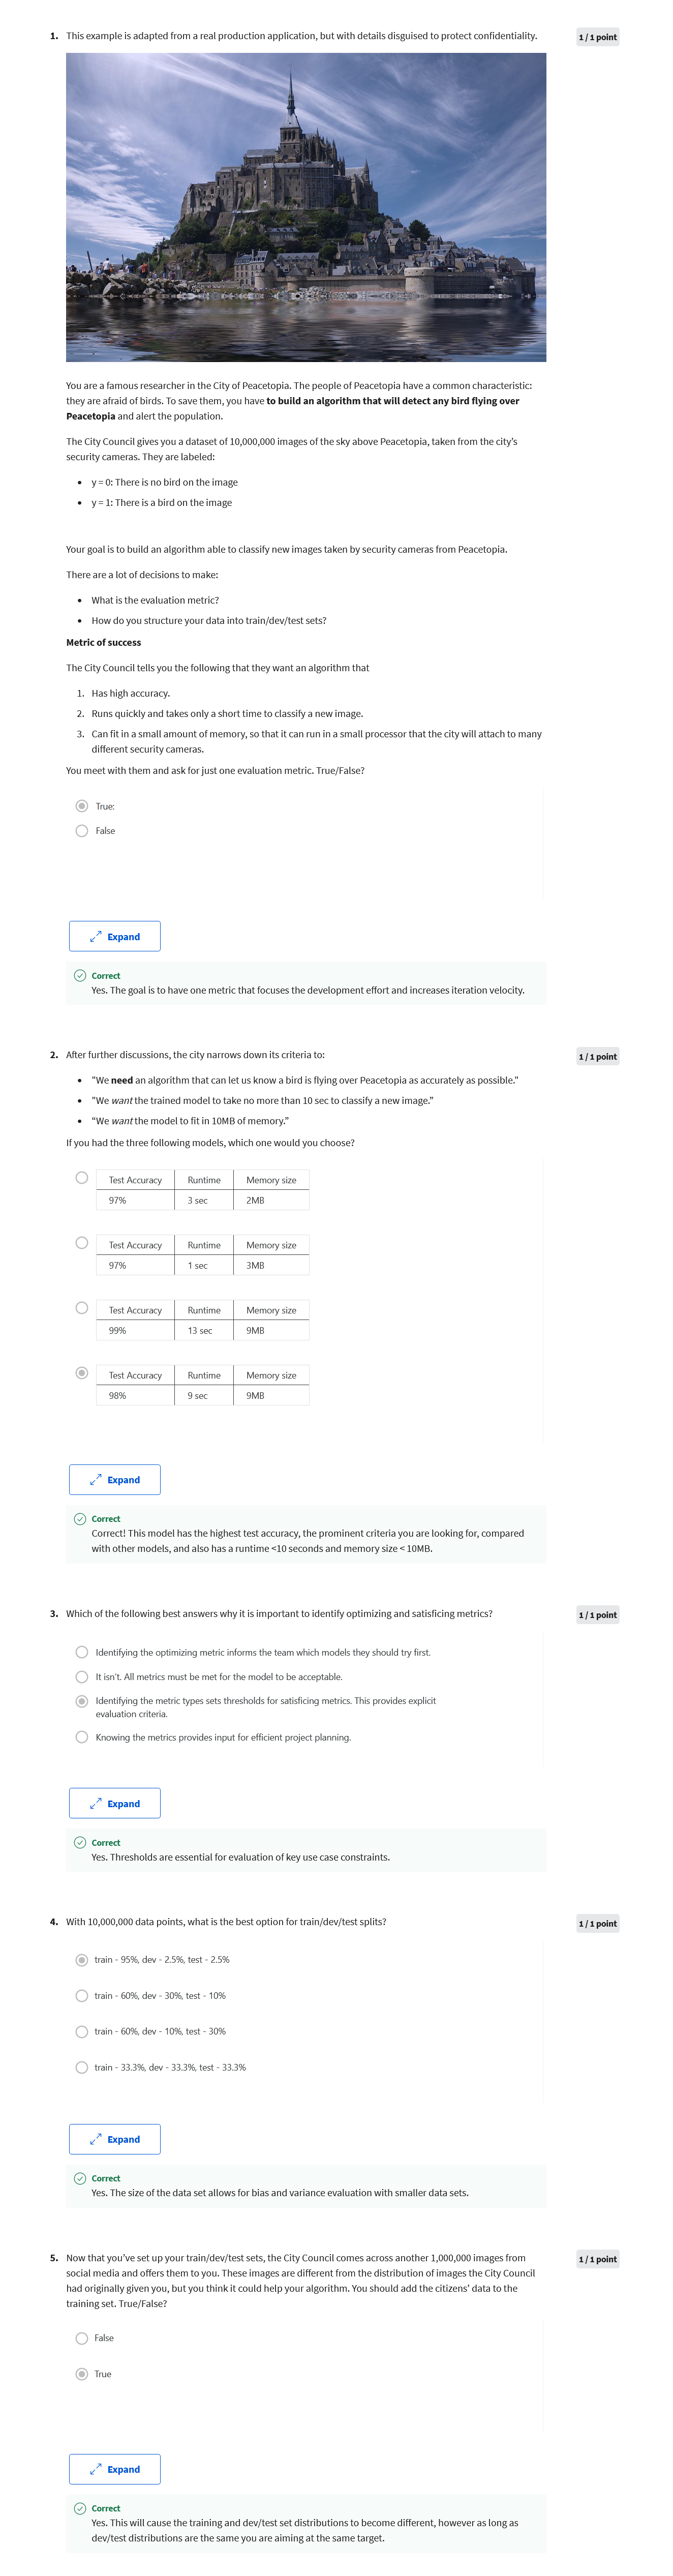 1. This example is adapted from a real production application, but with details disguised to protect confidentiality.
1 / 1 point
You are a famous researcher in the City of Peacetopia. The people of Peacetopia have a common characteristic:
they are afraid of birds. To save them, you have to build an algorithm that will detect any bird flying over
Peacetopia and alert the population.
The City Council gives you a dataset of 10,000,000 images of the sky above Peacetopia, taken from the city's
security cameras. They are labeled:
• y = 0: There is no bird on the image
• y = 1: There is a bird on the image
Your goal is to build an algorithm able to classify new images taken by security cameras from Peacetopia.
There are a lot of decisions to make:
• What is the evaluation metric?
• How do you structure your data into train/dev/test sets?
Metric of success
The City Council tells you the following that they want an algorithm that
1. Has high accuracy.
2. Runs quickly and takes only a short time to classify a new image.
3. Can fit in a small amount of memory, so that it can run in a small processor that the city will attach to many
different security cameras.
You meet with them and ask for just one evaluation metric. True/False?
True:
False
Expand
Correct
Yes. The goal is to have one metric that focuses the development effort and increases iteration velocity.
2. After further discussions, the city narrows down its criteria to:
1 / 1 point
• "We need an algorithm that can let us know a bird is flying over Peacetopia as accurately as possible."
• "We want the trained model to take no more than 10 sec to classify a new image."
• "We want the model to fit in 10MB of memory."
If you had the three following models, which one would you choose?
Test Accuracy Runtime Memory size
97% 3 sec 2MB
Test Accuracy Runtime Memory size
97% 1 sec 3MB
Test Accuracy Runtime Memory size
99% 13 sec 9MB
Test Accuracy Runtime Memory size
98% 9 sec 9MB
Expand
Correct
Correct! This model has the highest test accuracy, the prominent criteria you are looking for, compared
with other models, and also has a runtime <10 seconds and memory size < 10MB.
3. Which of the following best answers why it is important to identify optimizing and satisficing metrics?
1 / 1 point
Identifying the optimizing metric informs the team which models they should try first.
It isn't. All metrics must be met for the model to be acceptable.
Identifying the metric types sets thresholds for satisficing metrics. This provides explicit
evaluation criteria.
Knowing the metrics provides input for efficient project planning.
Expand
Correct
Yes. Thresholds are essential for evaluation of key use case constraints.
4. With 10,000,000 data points, what is the best option for train/dev/test splits?
1 / 1 point
train - 95%, dev - 2.5%, test - 2.5%
train - 60%, dev - 30%, test - 10%
train - 60%, dev - 10%, test - 30%
train - 33.3%, dev - 33.3%, test - 33.3%
Expand
Correct
Yes. The size of the data set allows for bias and variance evaluation with smaller data sets.
5. Now that you've set up your train/dev/test sets, the City Council comes across another 1,000,000 images from
1 / 1 point
social media and offers them to you. These images are different from the distribution of images the City Council
had originally given you, but you think it could help your algorithm. You should add the citizens' data to the
training set. True/False?
False
True
Expand
Correct
Yes. This will cause the training and dev/test set distributions to become different, however as long as
dev/test distributions are the same you are aiming at the same target.